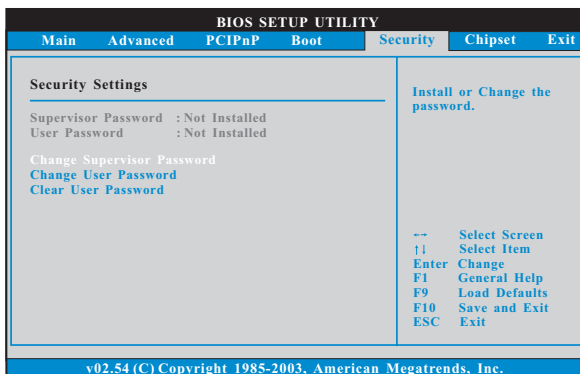 BIOS SETUP UTILITY
Main Advanced PCIPnP Boot Security Chipset Exit
Security Settings
Supervisor Password : Not Installed
User Password : Not Installed
Change Supervisor Password
Change User Password
Clear User Password
Install or Change the
password.
←→ Select Screen
↑↓ Select Item
Enter Change
F1 General Help
F9 Load Defaults
F10 Save and Exit
ESC Exit
v02.54 (C) Copyright 1985-2003, American Megatrends, Inc.